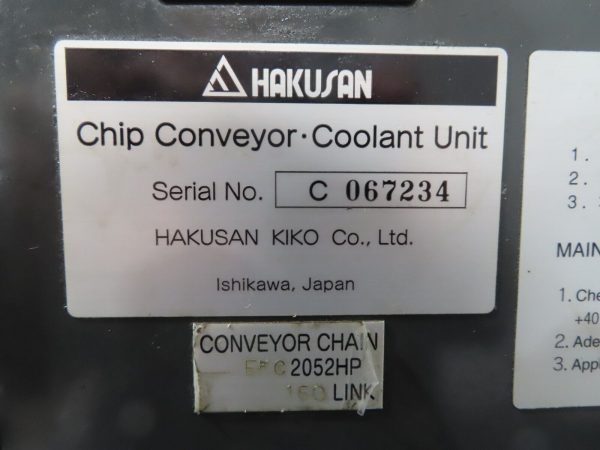 HAKUSAN
Chip Conveyor·Coolant Unit
Serial No. C 067234
HAKUSAN KIKO Co., Ltd.
Ishikawa, Japan
CONVEYOR CHAIN
2052HP
160 LINK
1.
2.
3.
MAIN
1. Che
+40
2. Ade
3. Appl